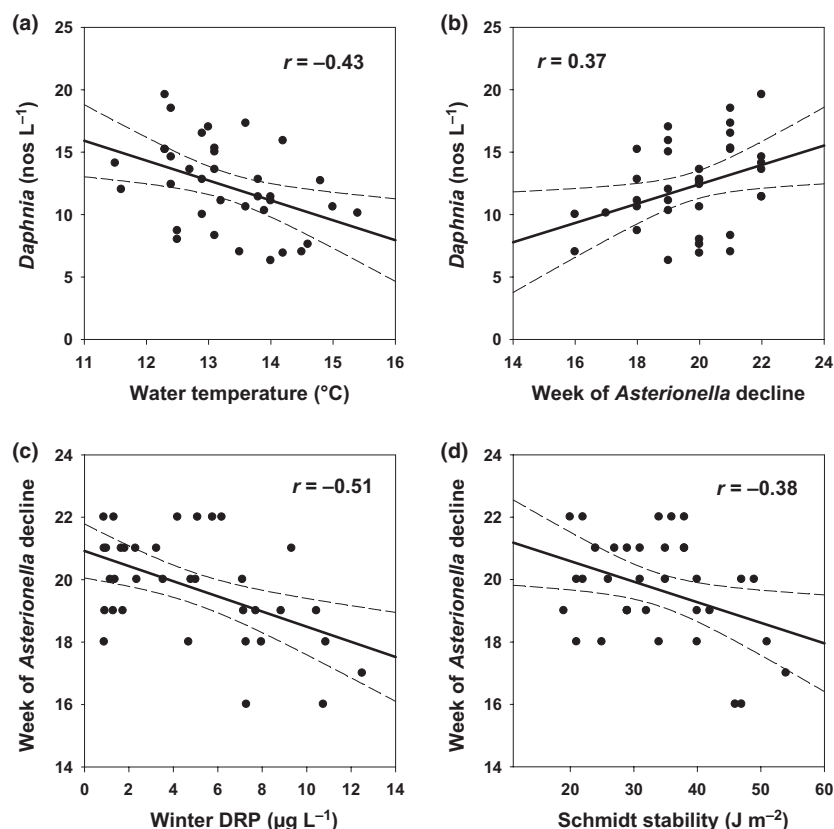 (a)
r = –0.43
Daphnia (nos L⁻¹)
25
20
15
10
5
0
11 12 13 14 15 16
Water temperature (°C)
(b)
r = 0.37
Daphnia (nos L⁻¹)
25
20
15
10
5
0
14 16 18 20 22 24
Week of Asterionella decline
(c)
r = –0.51
Week of Asterionella decline
24
22
20
18
16
14
0 2 4 6 8 10 12 14
Winter DRP (µg L⁻¹)
(d)
r = –0.38
Week of Asterionella decline
24
22
20
18
16
14
20 30 40 50 60
Schmidt stability (J m⁻²)